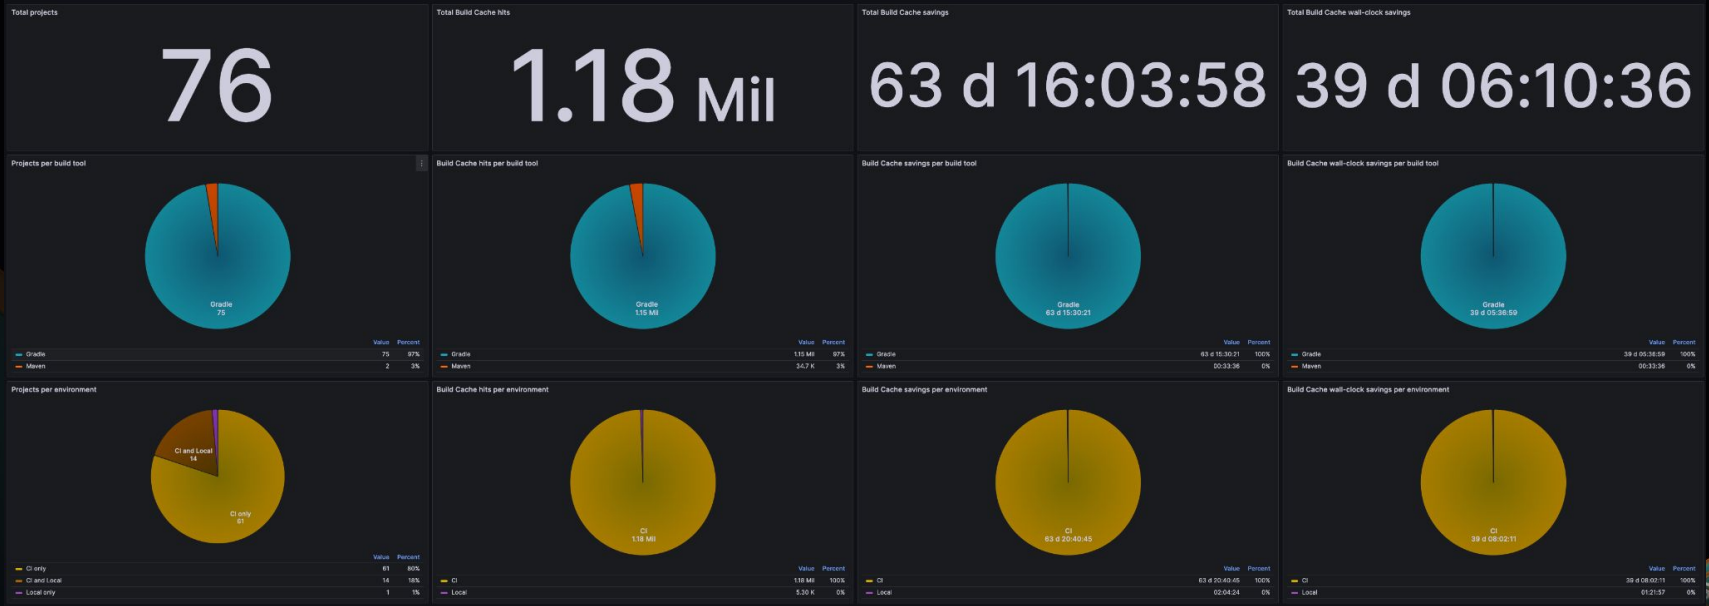 Total projects
76
Total Build Cache hits
1.18 Mil
Total Build Cache savings
63 d 16:03:58
Total Build Cache wall-clock savings
39 d 06:10:36
Projects per build tool
Gradle
75
Value Percent
Gradle 75 97%
Maven 2 3%
Build Cache hits per build tool
Gradle
1.15 Mil
Value Percent
Gradle 1.15 Mil 97%
Maven 34.7 K 3%
Build Cache savings per build tool
Gradle
63 d 15:30:21
Value Percent
Gradle 63 d 15:30:21 100%
Maven 00:33:36 0%
Build Cache wall-clock savings per build tool
Gradle
39 d 05:36:59
Value Percent
Gradle 39 d 05:36:59 100%
Maven 00:33:36 0%
Projects per environment
CI and Local
14
CI only
61
Value Percent
CI only 61 80%
CI and Local 14 18%
Local only 1 1%
Build Cache hits per environment
CI
1.18 Mil
Value Percent
CI 1.18 Mil 100%
Local 5.30 K 0%
Build Cache savings per environment
CI
63 d 20:40:45
Value Percent
CI 63 d 20:40:45 100%
Local 02:04:24 0%
Build Cache wall-clock savings per environment
CI
39 d 08:02:11
Value Percent
CI 39 d 08:02:11 100%
Local 01:21:57 0%